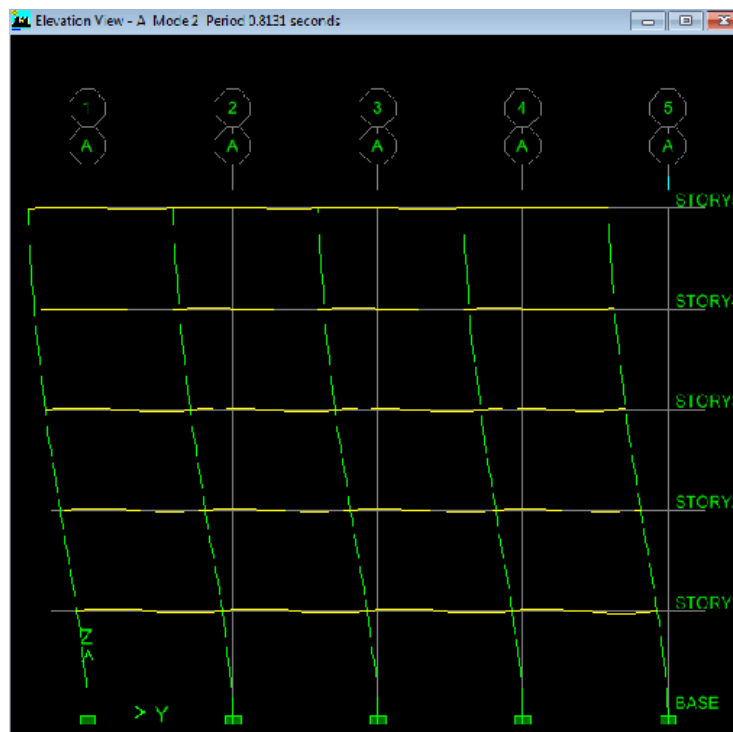 Elevation View - A Mode 2 Period 0.8131 seconds
1 2 3 4 5
A A A A A
STORY
STORY
STORY
STORY
STORY
Z
Y
BASE